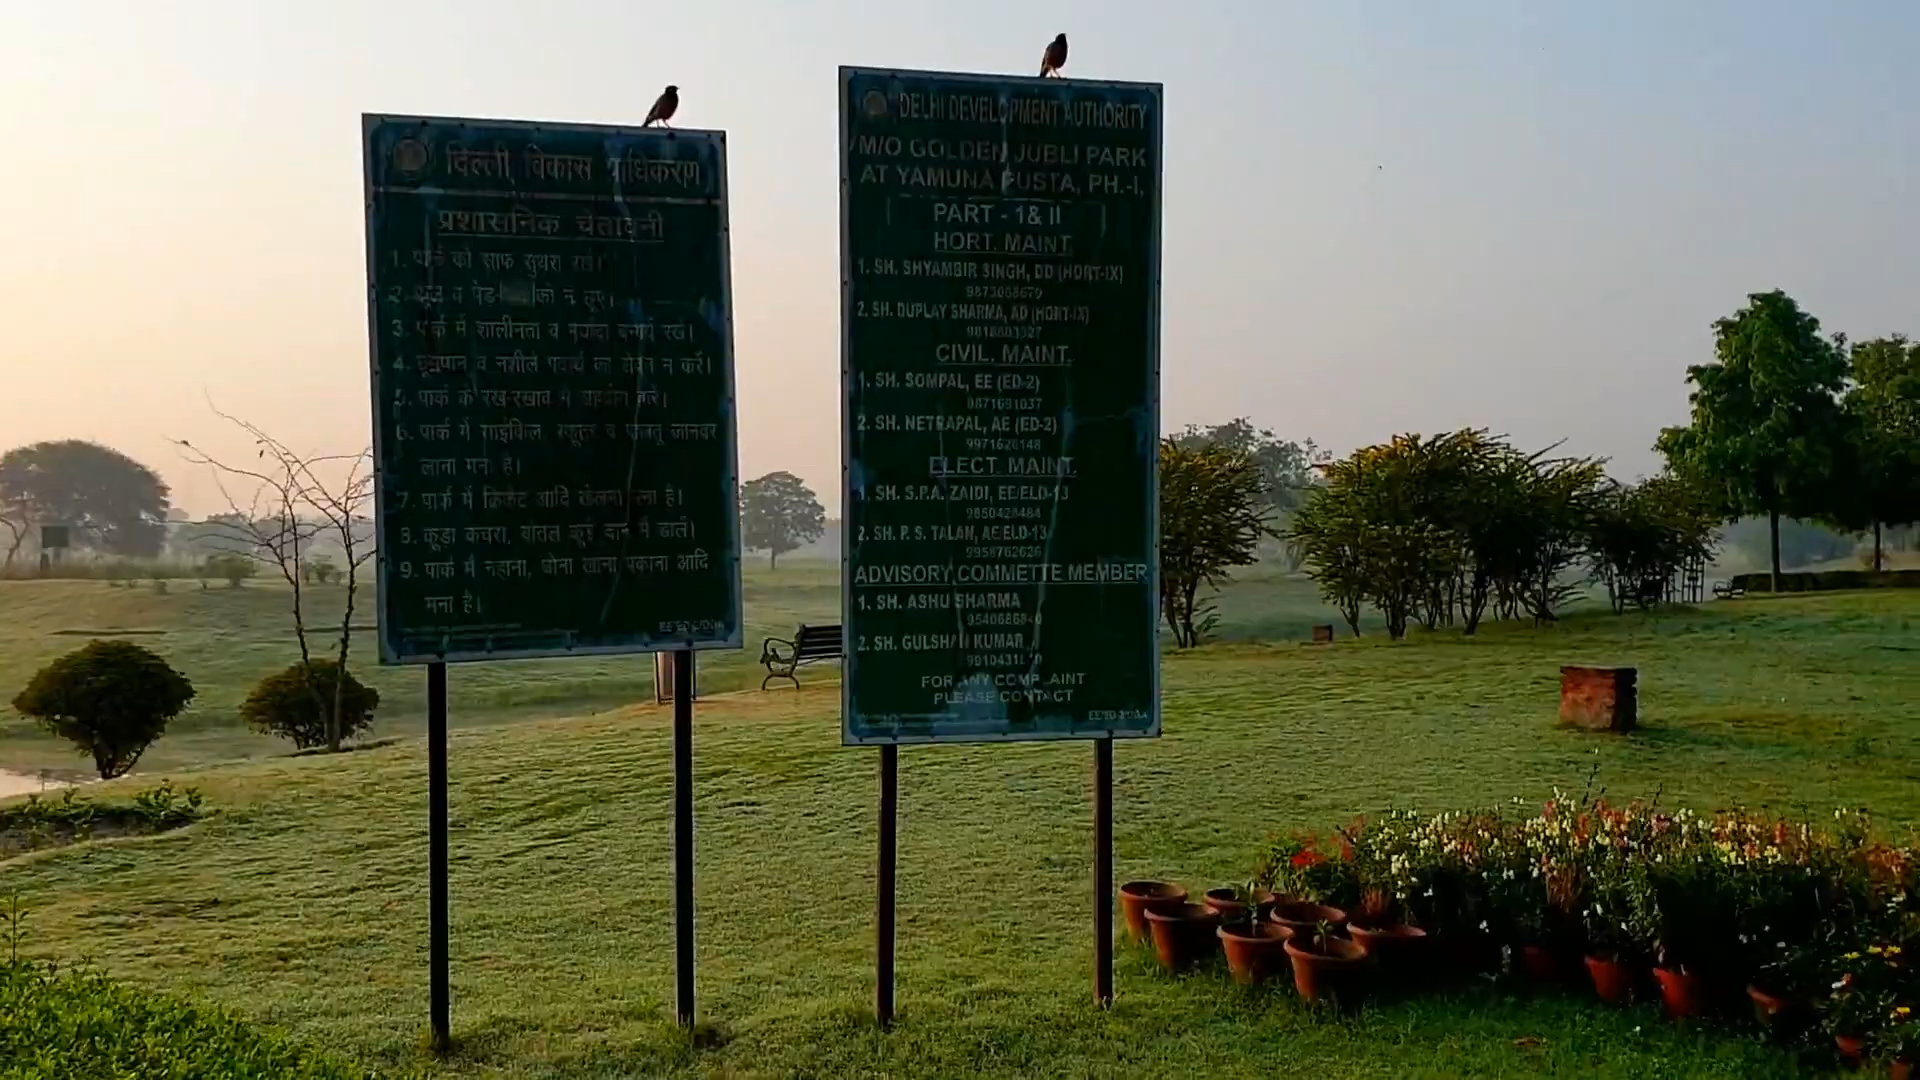 दिल्ली विकास प्राधिकरण
प्रशासनिक चेतावनी
1. पार्क को साफ सुथरा रखें।
2. फूल व पेड़ को न छूए।
3. पार्क में शालीनता व मर्यादा बनाये रखें।
4. धूम्रपान व नशीले पदार्थ का सेवन न करें।
5. पार्क के रख-रखाव में सहयोग करें।
6. पार्क में साइकिल, स्कूटर व पालतू जानवर
लाना मना है।
7. पार्क में क्रिकेट आदि खेलना मना है।
8. कूड़ा कचरा, बोतल कूड़े दान में डालें।
9. पार्क में नहाना, धोना खाना पकाना आदि
मना है।
DELHI DEVELOPMENT AUTHORITY
M/O GOLDEN JUBLI PARK
AT YAMUNA PUSTA, PH.-I,
PART - 1& II
HORT. MAINT.
1. SH. SHYAMBIR SINGH, DD (HORT-IX)
2. SH. DUPLAY SHARMA, AD (HORT-IX)
CIVIL. MAINT.
1. SH. SOMPAL, EE (ED-2)
9871691037
2. SH. NETRAPAL, AE (ED-2)
9971626148
ELECT. MAINT.
1. SH. S.P.A. ZAIDI, EE/ELD-13
9850428484
2. SH. P. S. TALAN, AE/ELD-13
9958762626
ADVISORY COMMETTE MEMBER
1. SH. ASHU SHARMA
2. SH. GULSHAN KUMAR
FOR ANY COMPLAINT
PLEASE CONTACT